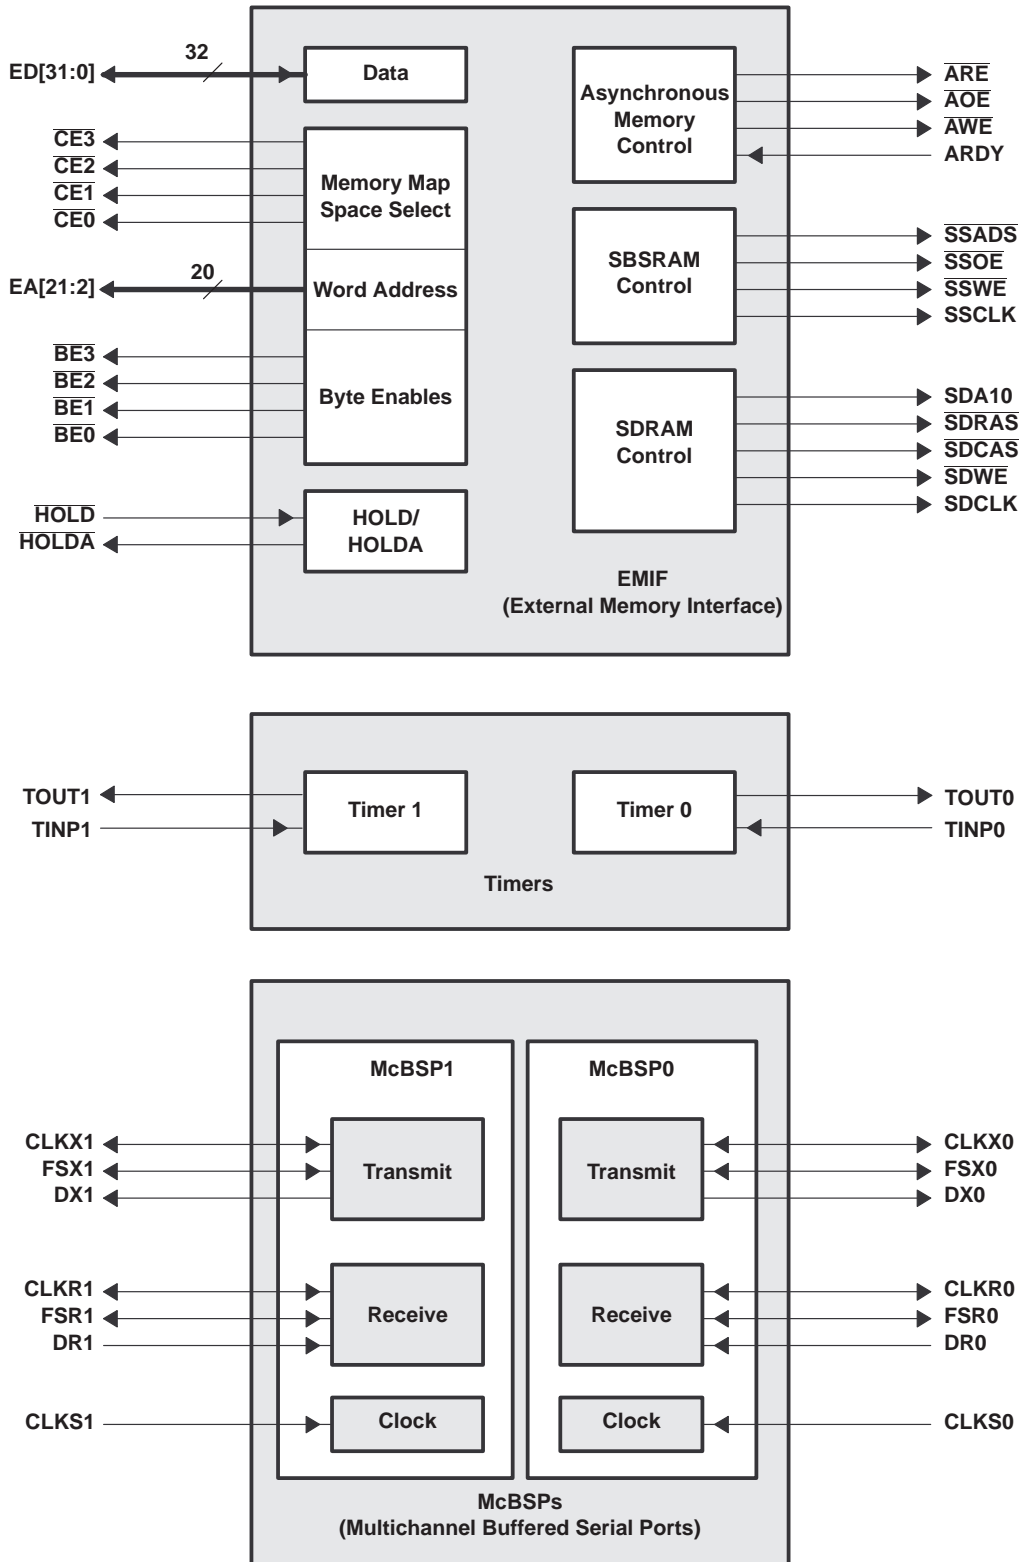 32
ED[31:0]
Data
CE3
CE2
CE1
CE0
Memory Map
Space Select
20
EA[21:2]
Word Address
BE3
BE2
BE1
BE0
Byte Enables
HOLD
HOLDA
HOLD/
HOLDA
Asynchronous
Memory
Control
ARE
AOE
AWE
ARDY
SBSRAM
Control
SSADS
SSOE
SSWE
SSCLK
SDRAM
Control
SDA10
SDRAS
SDCAS
SDWE
SDCLK
EMIF
(External Memory Interface)
TOUT1
TINP1
Timer 1
Timer 0
TOUT0
TINP0
Timers
McBSP1
McBSP0
CLKX1
FSX1
DX1
Transmit
Transmit
CLKX0
FSX0
DX0
CLKR1
FSR1
DR1
Receive
Receive
CLKR0
FSR0
DR0
CLKS1
Clock
Clock
CLKS0
McBSPs
(Multichannel Buffered Serial Ports)